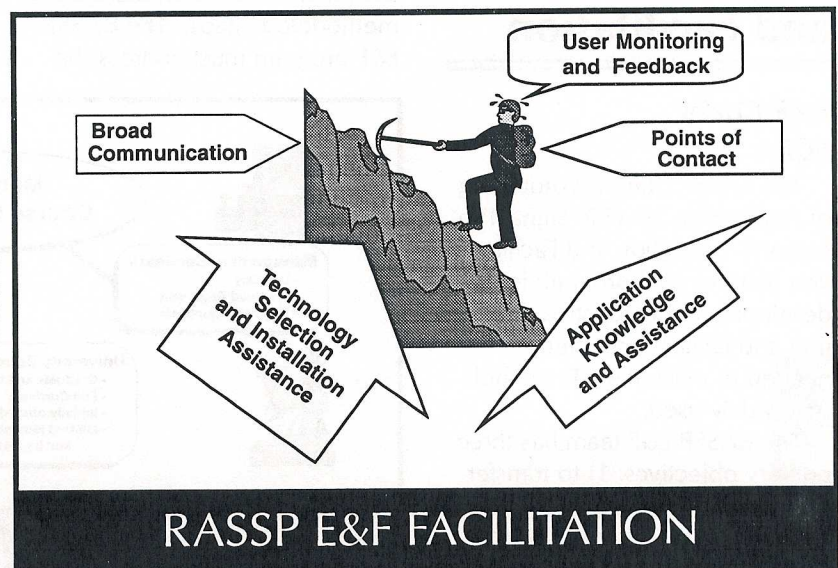 User Monitoring
and Feedback
Broad
Communication
Points of
Contact
Technology
Selection
and Installation
Assistance
Application
Knowledge
and Assistance
RASSP E&F FACILITATION